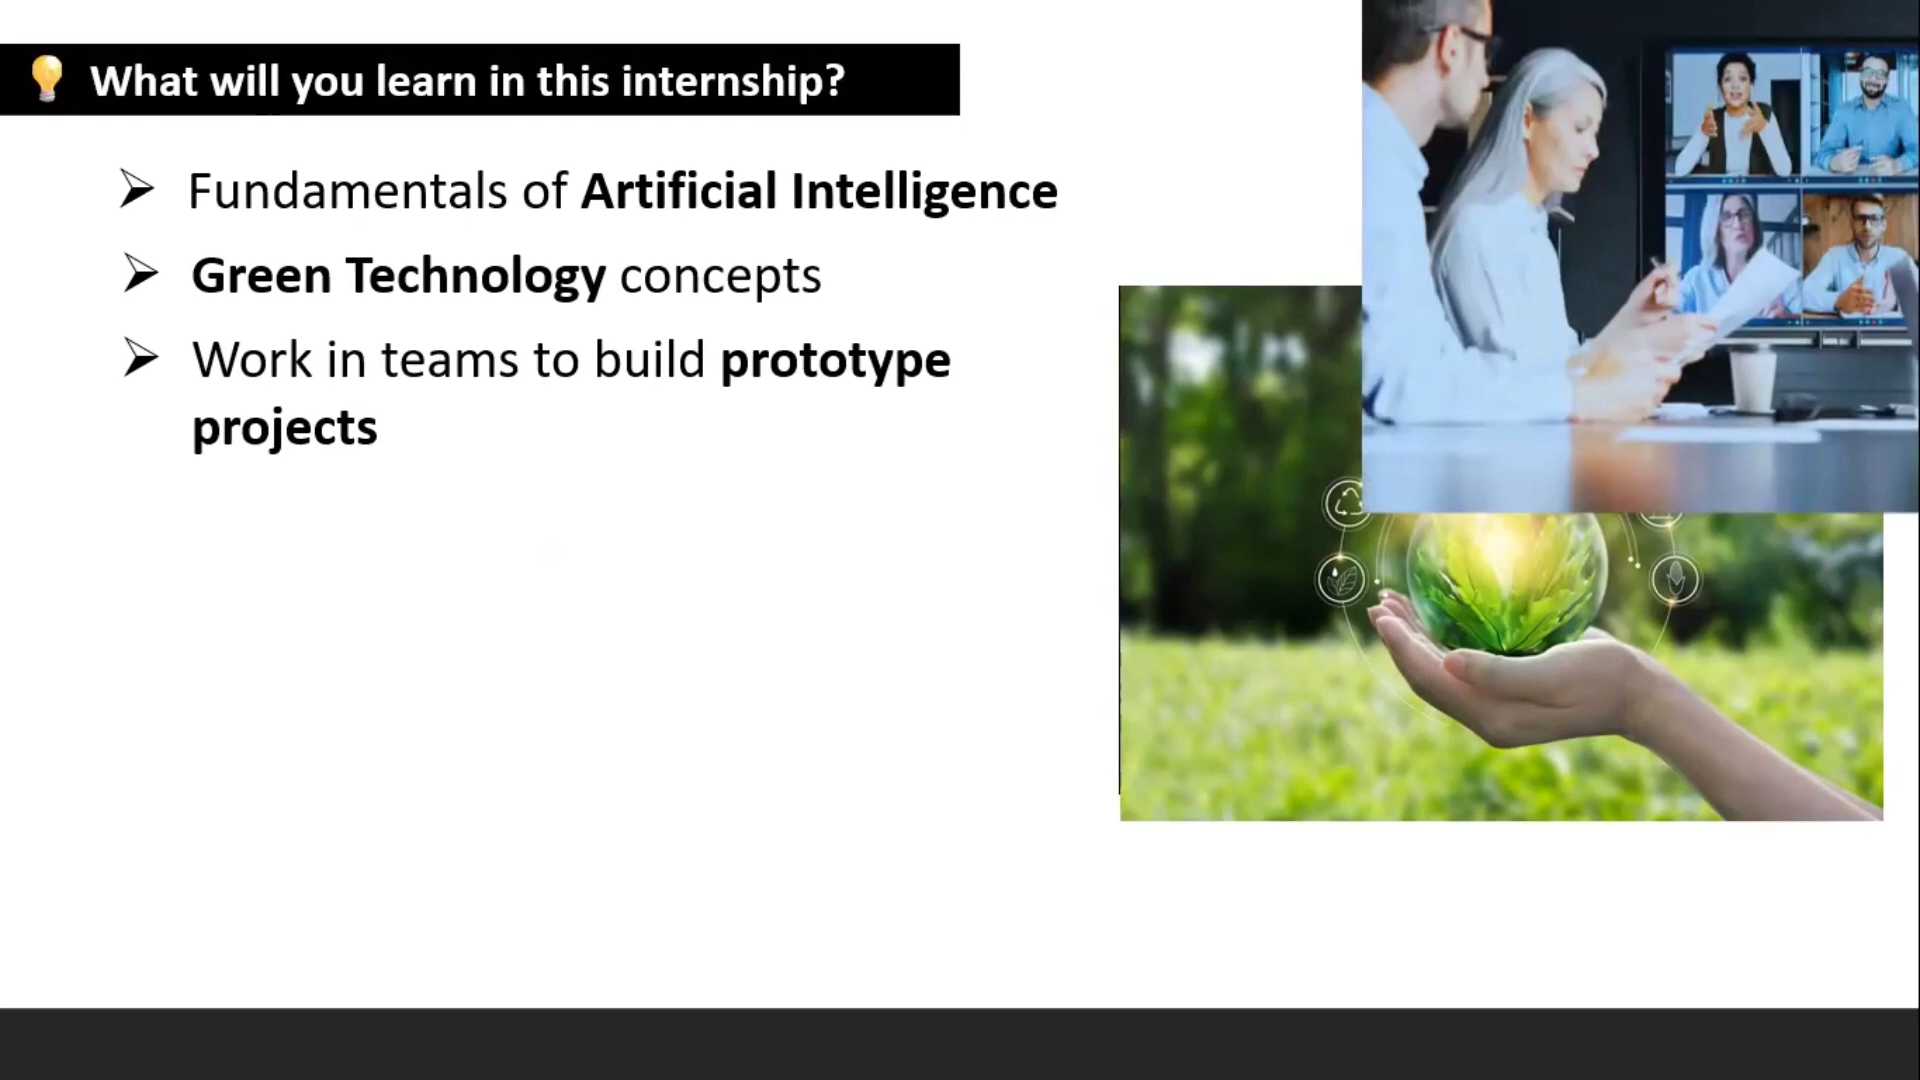 💡 What will you learn in this internship?
➢ Fundamentals of Artificial Intelligence
➢ Green Technology concepts
➢ Work in teams to build prototype
projects